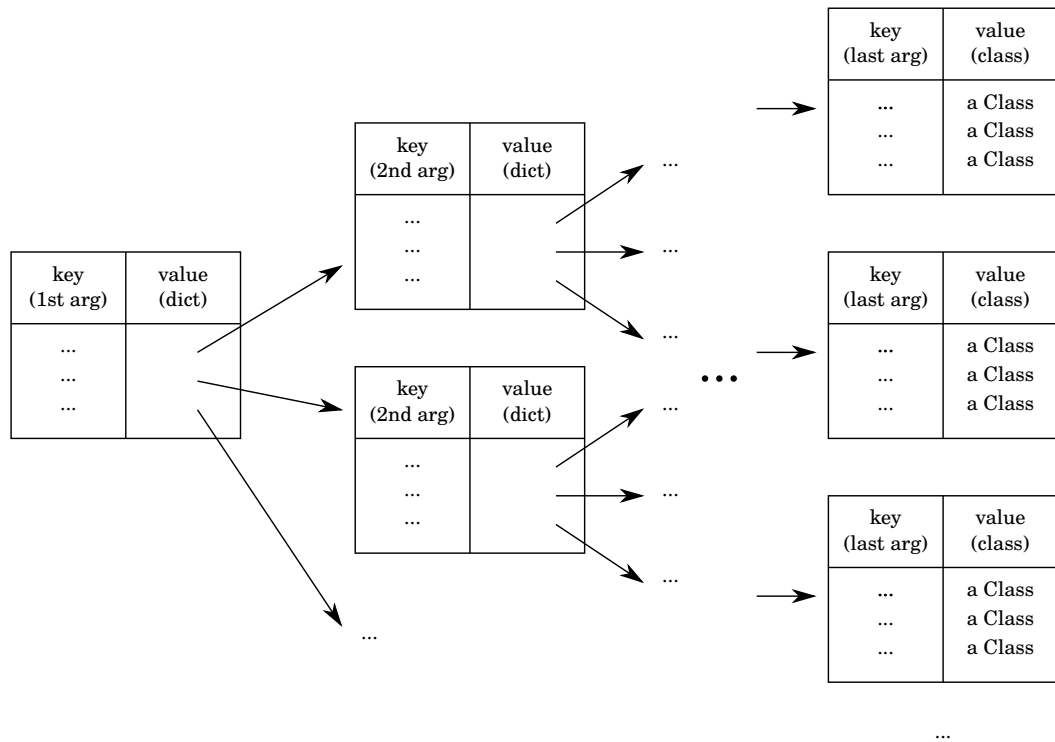 key value
(1st arg) (dict)
...
...
...
key value
(2nd arg) (dict)
...
...
...
key value
(2nd arg) (dict)
...
...
...
...
...
...
...
...
...
...
...
...
key value
(last arg) (class)
... a Class
... a Class
... a Class
key value
(last arg) (class)
... a Class
... a Class
... a Class
key value
(last arg) (class)
... a Class
... a Class
... a Class
...